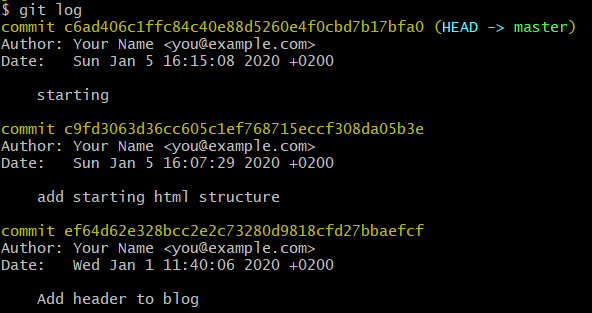 $ git log
commit c6ad406c1ffc84c40e88d5260e4f0cbd7b17bfa0 (HEAD -> master)
Author: Your Name <you@example.com>
Date:   Sun Jan 5 16:15:08 2020 +0200
starting
commit c9fd3063d36cc605c1ef768715eccf308da05b3e
Author: Your Name <you@example.com>
Date:   Sun Jan 5 16:07:29 2020 +0200
add starting html structure
commit ef64d62e328bcc2e2c73280d9818cfd27bbaefcf
Author: Your Name <you@example.com>
Date:   Wed Jan 1 11:40:06 2020 +0200
Add header to blog